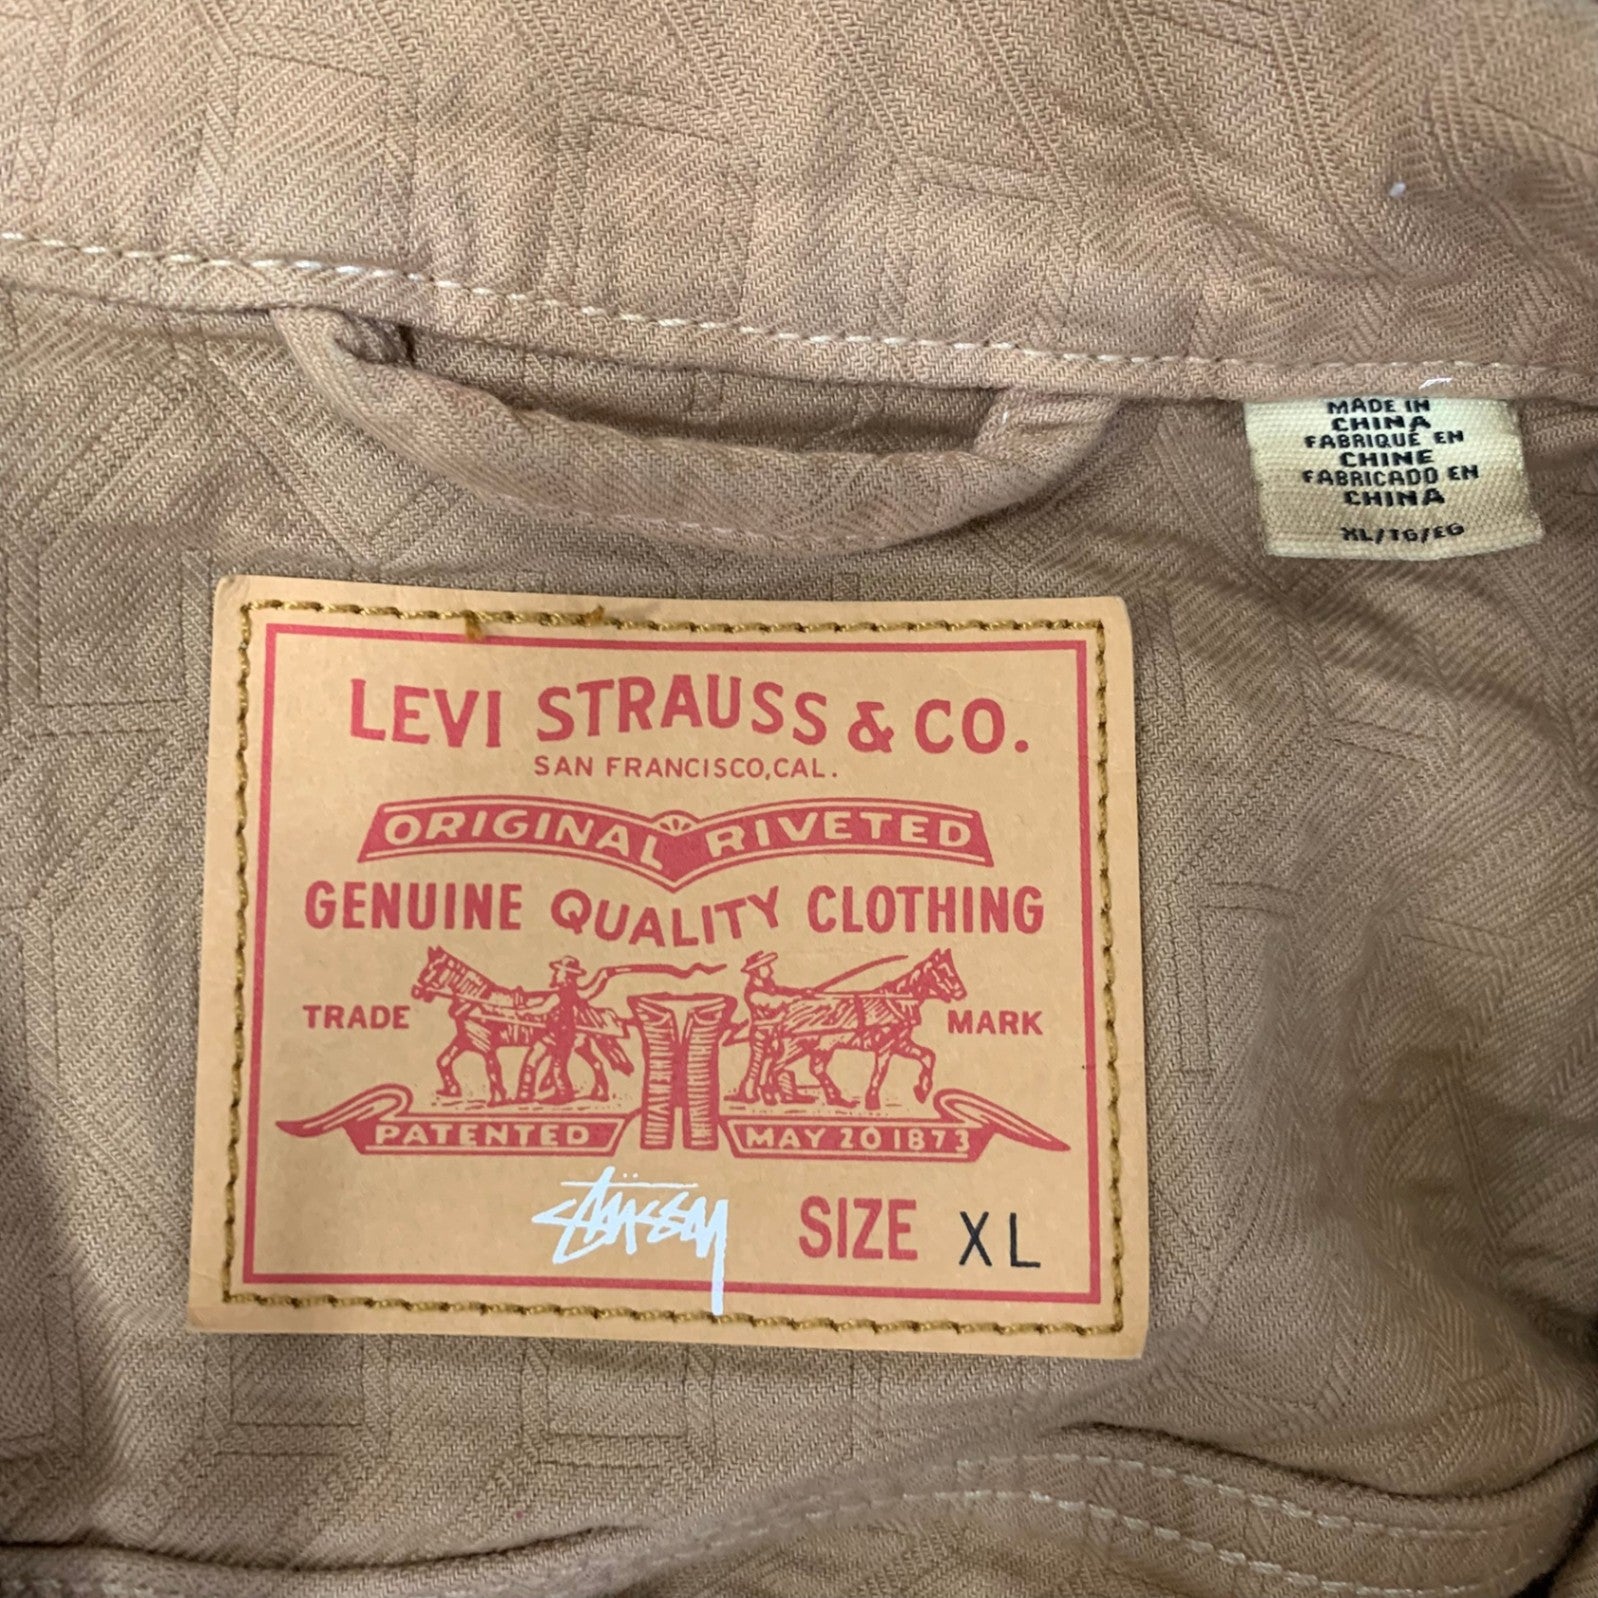 MADE IN
CHINA
FABRIQUÉ EN
CHINE
FABRICADO EN
CHINA
XL/TG/EG
LEVI STRAUSS & CO.
SAN FRANCISCO, CAL.
ORIGINAL RIVETED
GENUINE QUALITY CLOTHING
TRADE MARK
PATENTED MAY 20 1873
Stüssy SIZE XL